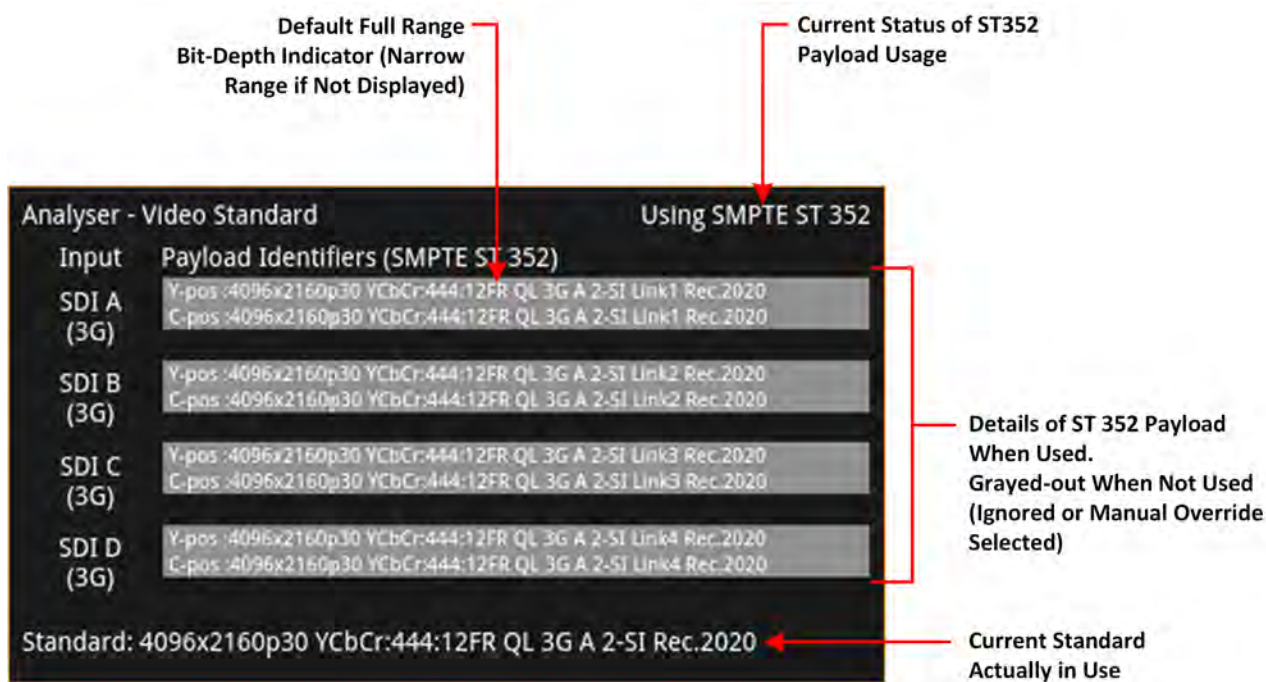 Default Full Range
Bit-Depth Indicator (Narrow
Range if Not Displayed)
Current Status of ST352
Payload Usage
Analyser - Video Standard
Using SMPTE ST 352
Input
Payload Identifiers (SMPTE ST 352)
SDI A
(3G)
Y-pos :4096x2160p30 YCbCr:444:12FR QL 3G A 2-SI Link1 Rec.2020
C-pos :4096x2160p30 YCbCr:444:12FR QL 3G A 2-SI Link1 Rec.2020
SDI B
(3G)
Y-pos :4096x2160p30 YCbCr:444:12FR QL 3G A 2-SI Link2 Rec.2020
C-pos :4096x2160p30 YCbCr:444:12FR QL 3G A 2-SI Link2 Rec.2020
SDI C
(3G)
Y-pos :4096x2160p30 YCbCr:444:12FR QL 3G A 2-SI Link3 Rec.2020
C-pos :4096x2160p30 YCbCr:444:12FR QL 3G A 2-SI Link3 Rec.2020
SDI D
(3G)
Y-pos :4096x2160p30 YCbCr:444:12FR QL 3G A 2-SI Link4 Rec.2020
C-pos :4096x2160p30 YCbCr:444:12FR QL 3G A 2-SI Link4 Rec.2020
Details of ST 352 Payload
When Used.
Grayed-out When Not Used
(Ignored or Manual Override
Selected)
Standard: 4096x2160p30 YCbCr:444:12FR QL 3G A 2-SI Rec.2020
Current Standard
Actually in Use